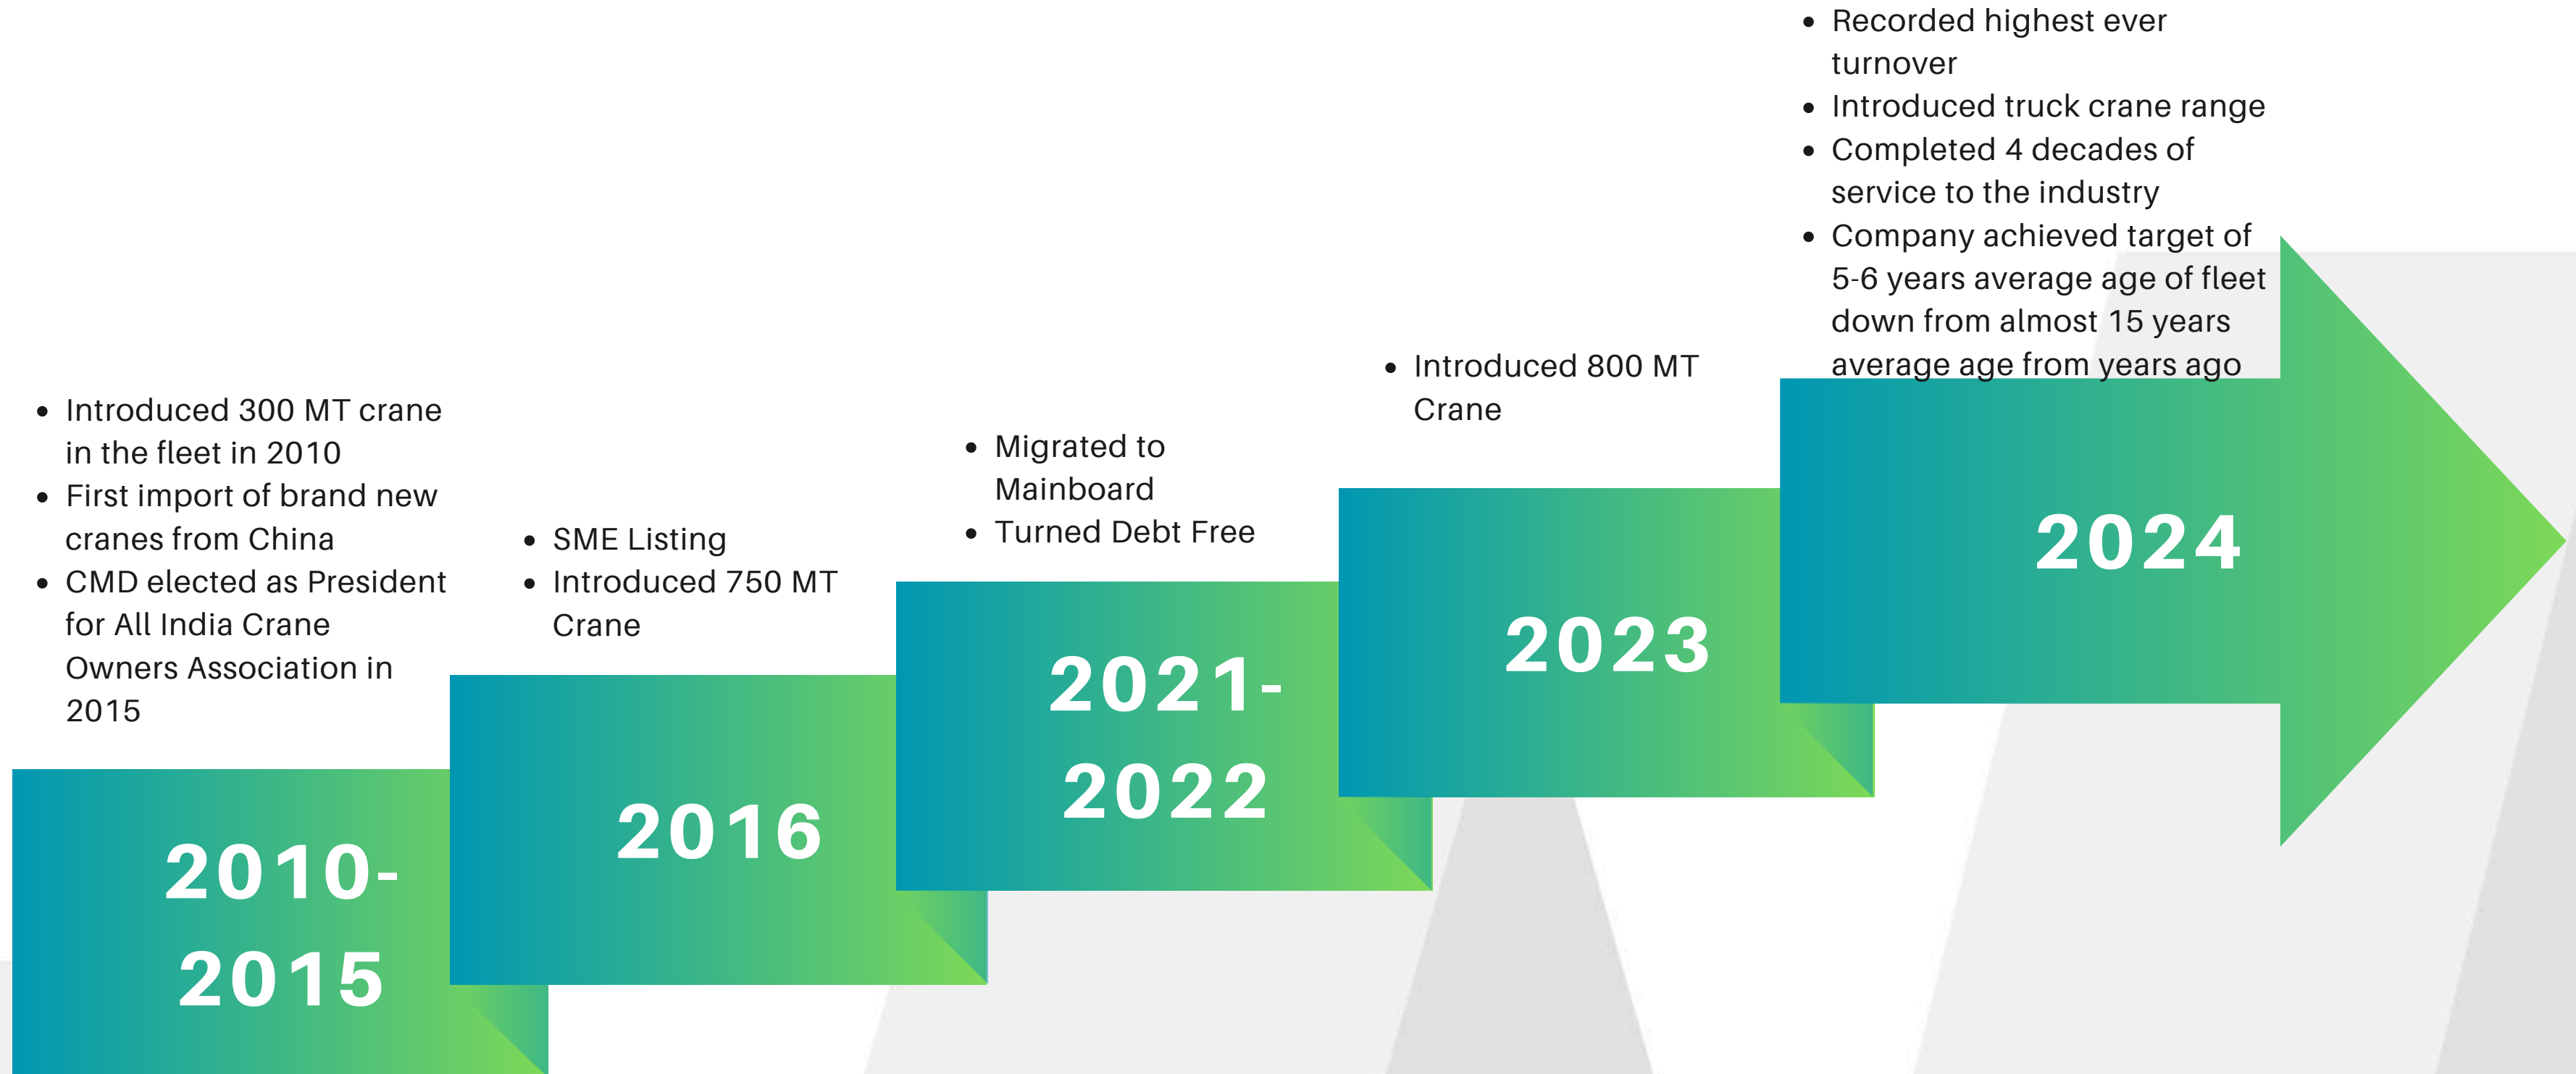 • Introduced 300 MT crane
in the fleet in 2010
• First import of brand new
cranes from China
• CMD elected as President
for All India Crane
Owners Association in
2015
2010-
2015
• SME Listing
• Introduced 750 MT
Crane
2016
• Migrated to
Mainboard
• Turned Debt Free
2021-
2022
• Introduced 800 MT
Crane
2023
• Recorded highest ever
turnover
• Introduced truck crane range
• Completed 4 decades of
service to the industry
• Company achieved target of
5-6 years average age of fleet
down from almost 15 years
average age from years ago
2024